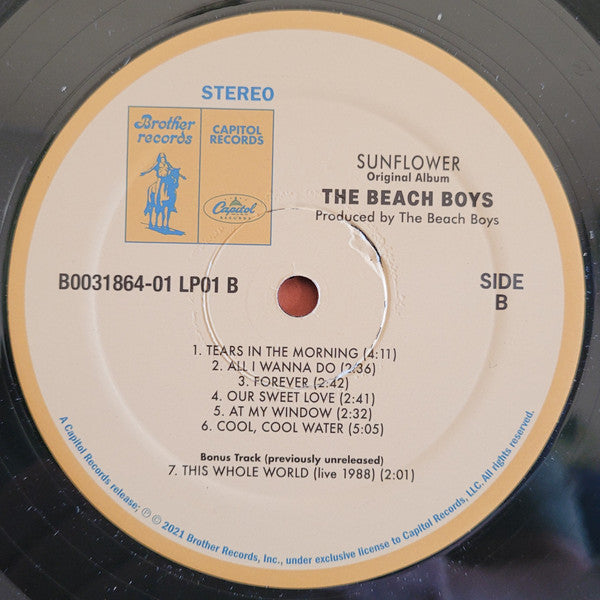 STEREO
Brother
records
CAPITOL
RECORDS
Capitol
RECORDS
SUNFLOWER
Original Album
THE BEACH BOYS
Produced by The Beach Boys
B0031864-01 LP01 B
SIDE
B
1. TEARS IN THE MORNING (4:11)
2. ALL I WANNA DO (2:36)
3. FOREVER (2:42)
4. OUR SWEET LOVE (2:41)
5. AT MY WINDOW (2:32)
6. COOL, COOL WATER (5:05)
Bonus Track (previously unreleased)
7. THIS WHOLE WORLD (live 1988) (2:01)
A Capitol Records release; ℗ © 2021 Brother Records, Inc., under exclusive license to Capitol Records, LLC. All rights reserved.